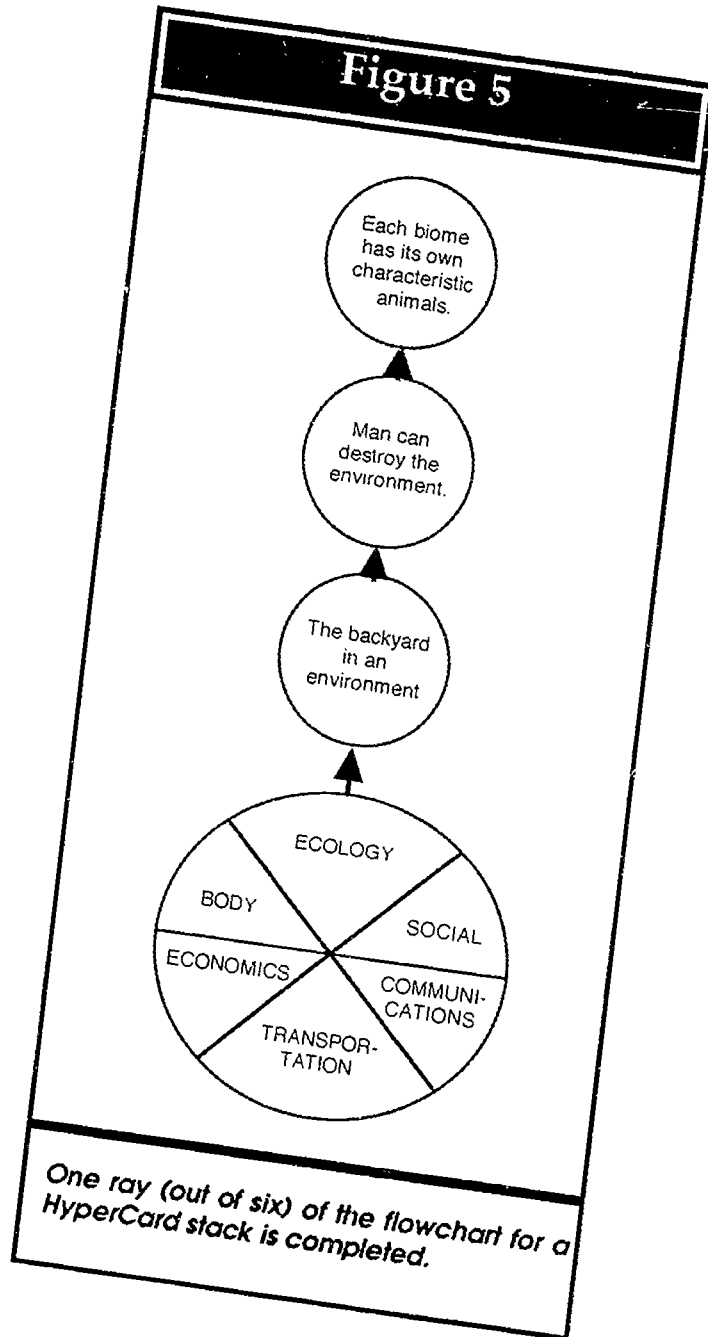 Figure 5
Each biome
has its own
characteristic
animals.
Man can
destroy the
environment.
The backyard
in an
environment
ECOLOGY
BODY
SOCIAL
ECONOMICS
COMMUNI-
CATIONS
TRANSPOR-
TATION
One ray (out of six) of the flowchart for a
HyperCard stack is completed.